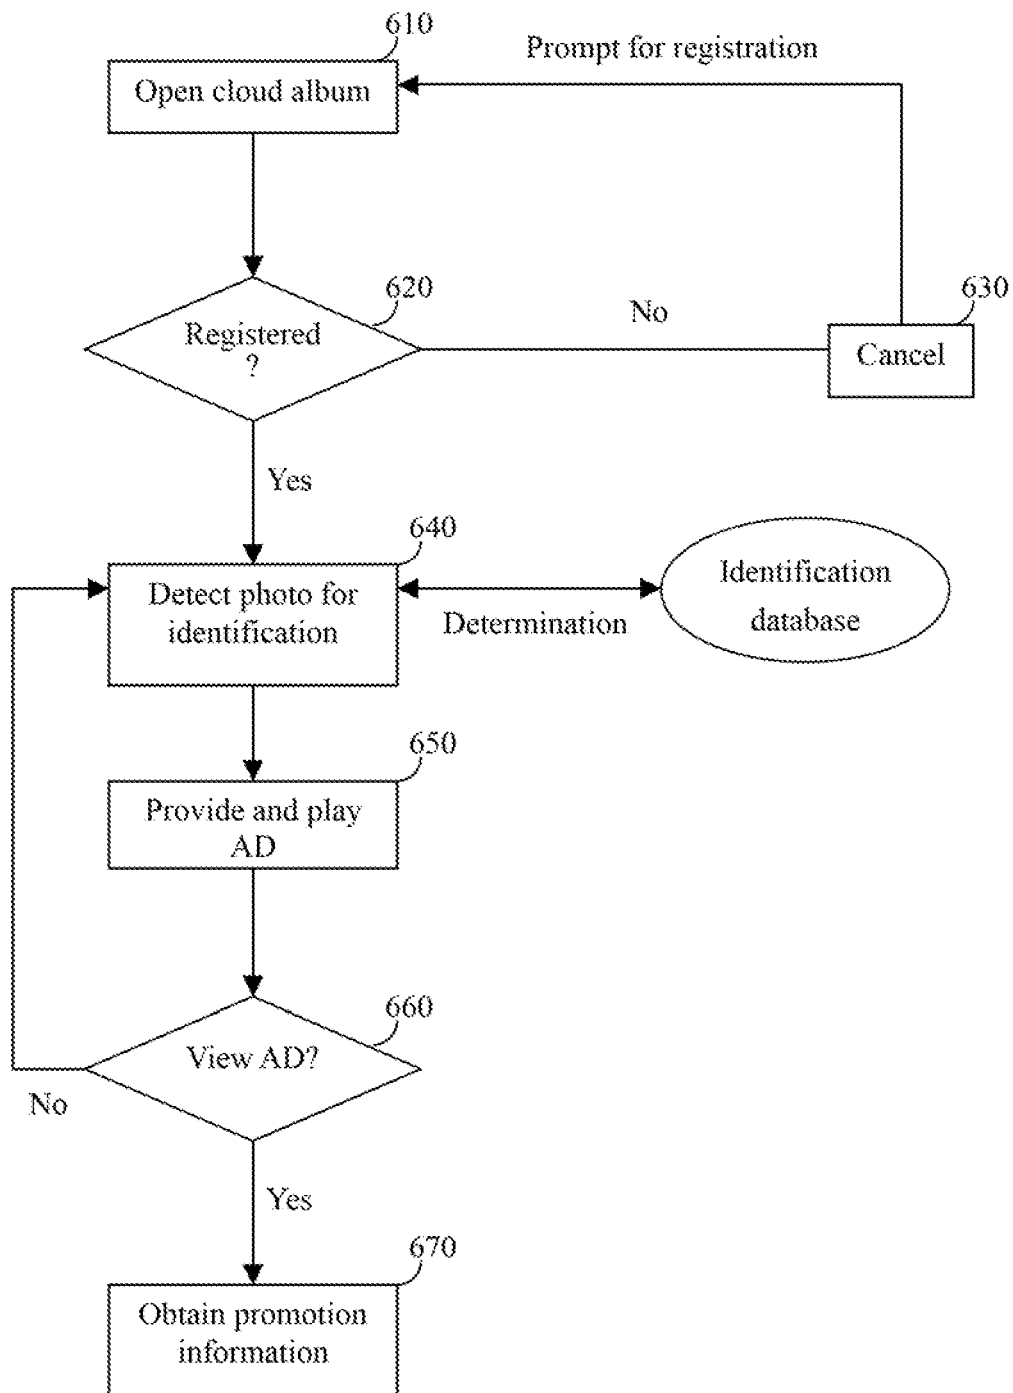 610
Prompt for registration
Open cloud album
620
630
No
Registered
?
Cancel
Yes
640
Detect photo for
identification
Determination
Identification
database
650
Provide and play
AD
660
View AD?
No
Yes
670
Obtain promotion
information